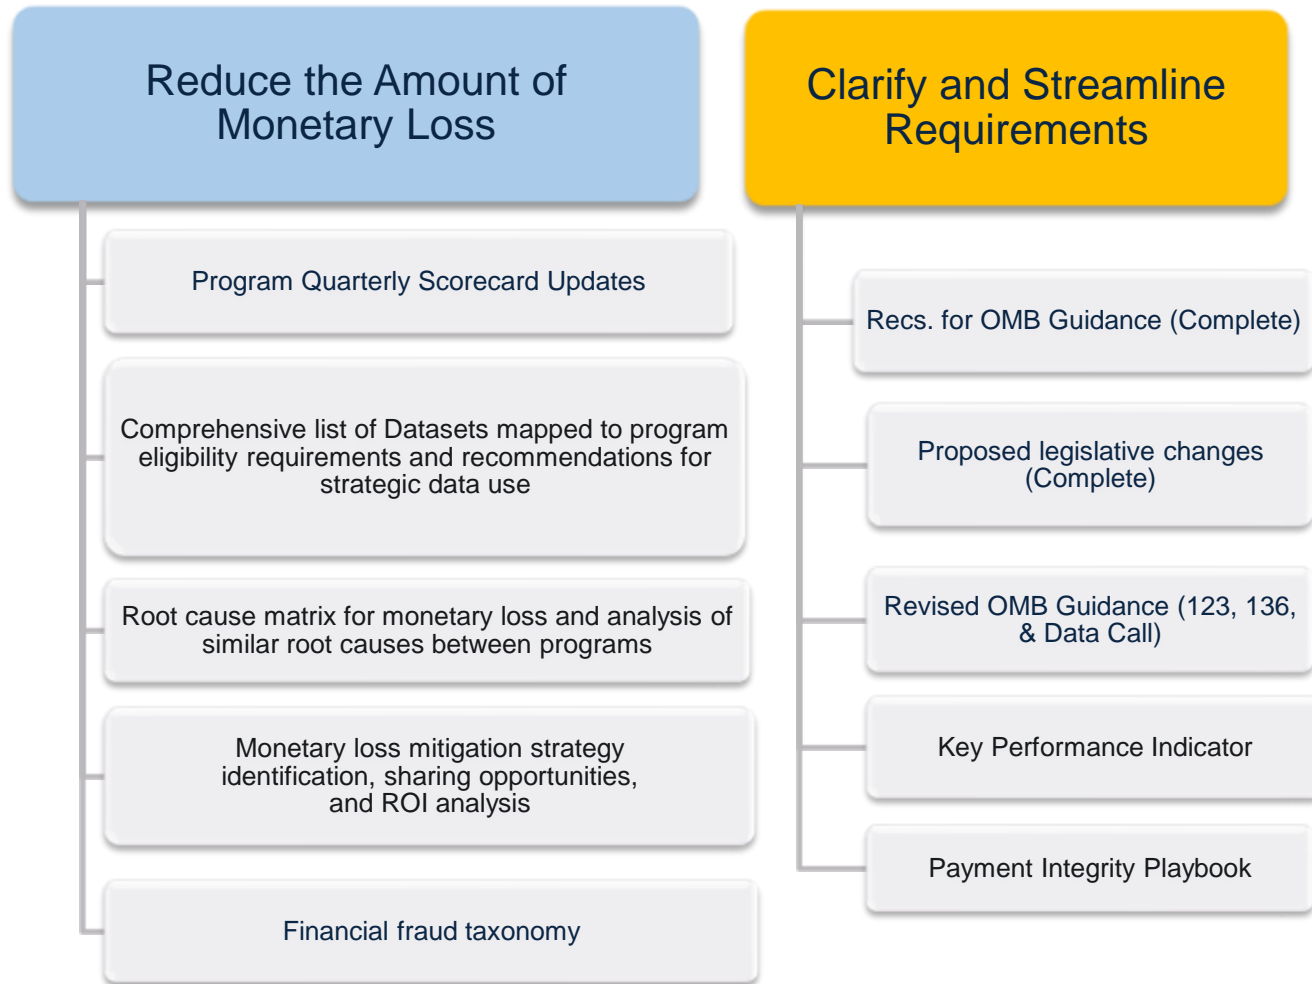 Reduce the Amount of
Monetary Loss
Program Quarterly Scorecard Updates
Comprehensive list of Datasets mapped to program
eligibility requirements and recommendations for
strategic data use
Root cause matrix for monetary loss and analysis of
similar root causes between programs
Monetary loss mitigation strategy
identification, sharing opportunities,
and ROI analysis
Financial fraud taxonomy
Clarify and Streamline
Requirements
Recs. for OMB Guidance (Complete)
Proposed legislative changes
(Complete)
Revised OMB Guidance (123, 136,
& Data Call)
Key Performance Indicator
Payment Integrity Playbook